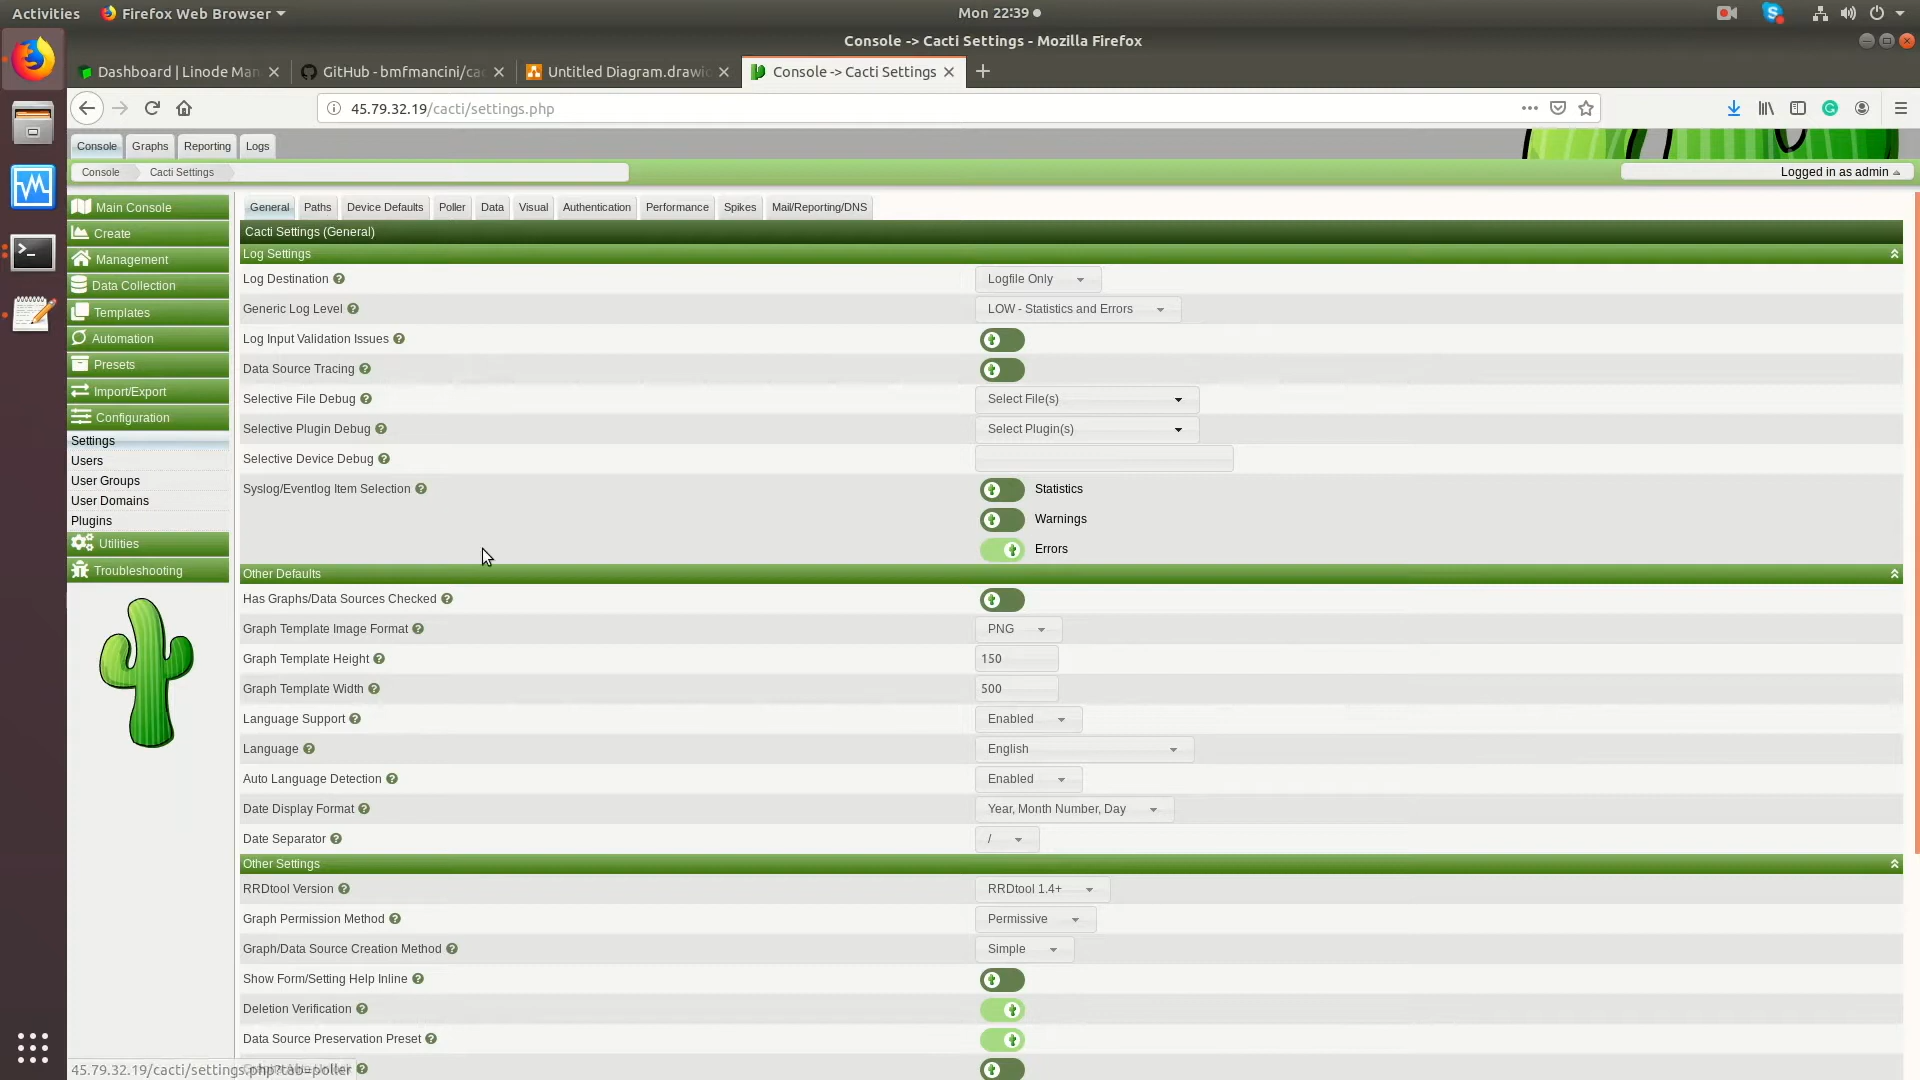 Activities
Firefox Web Browser
Mon 22:39
Console -> Cacti Settings - Mozilla Firefox
Dashboard | Linode Man
GitHub - bmfmancini/cac
Untitled Diagram.drawio
Console -> Cacti Settings
45.79.32.19/cacti/settings.php
Console
Graphs
Reporting
Logs
Console
Cacti Settings
Logged in as admin
Main Console
Create
Management
Data Collection
Templates
Automation
Presets
Import/Export
Configuration
Settings
Users
User Groups
User Domains
Plugins
Utilities
Troubleshooting
General
Paths
Device Defaults
Poller
Data
Visual
Authentication
Performance
Spikes
Mail/Reporting/DNS
Cacti Settings (General)
Log Settings
Log Destination
Logfile Only
Generic Log Level
LOW - Statistics and Errors
Log Input Validation Issues
Data Source Tracing
Selective File Debug
Select File(s)
Selective Plugin Debug
Select Plugin(s)
Selective Device Debug
Syslog/Eventlog Item Selection
Statistics
Warnings
Errors
Other Defaults
Has Graphs/Data Sources Checked
Graph Template Image Format
PNG
Graph Template Height
150
Graph Template Width
500
Language Support
Enabled
Language
English
Auto Language Detection
Enabled
Date Display Format
Year, Month Number, Day
Date Separator
/
Other Settings
RRDtool Version
RRDtool 1.4+
Graph Permission Method
Permissive
Graph/Data Source Creation Method
Simple
Show Form/Setting Help Inline
Deletion Verification
Data Source Preservation Preset
45.79.32.19/cacti/settings.php?tab=poller